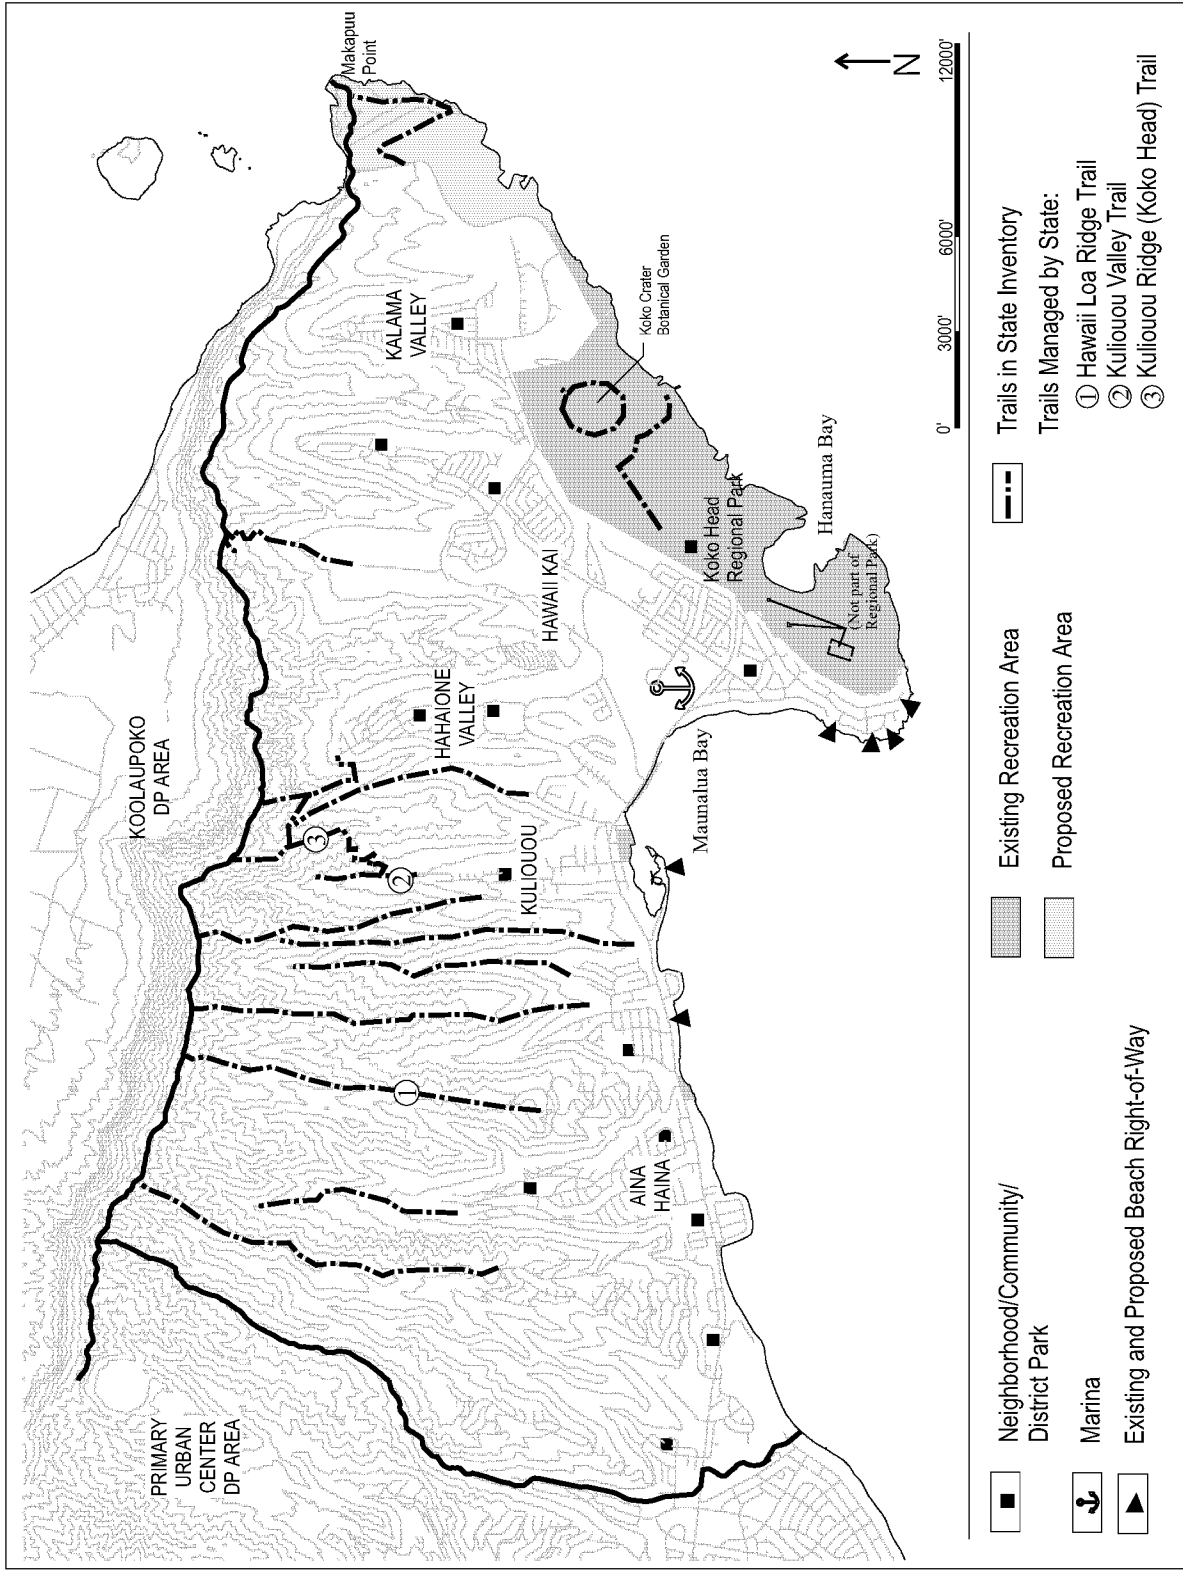 Makapuu
Point
KOOLAUPOKO
DP AREA
PRIMARY
URBAN
CENTER
DP AREA
KALAMA
VALLEY
Koko Crater
Botanical Garden
HAHAIONE
VALLEY
HAWAII KAI
KULIOUOU
AINA
HAINA
Koko Head
Regional Park
Hanauma Bay
(Not part of
Regional Park)
Maunalua Bay
1
2
3
N
0'
3000'
6000'
12000'
Neighborhood/Community/
District Park
Marina
Existing and Proposed Beach Right-of-Way
Existing Recreation Area
Proposed Recreation Area
Trails in State Inventory
Trails Managed by State:
① Hawaii Loa Ridge Trail
② Kuliouou Valley Trail
③ Kuliouou Ridge (Koko Head) Trail